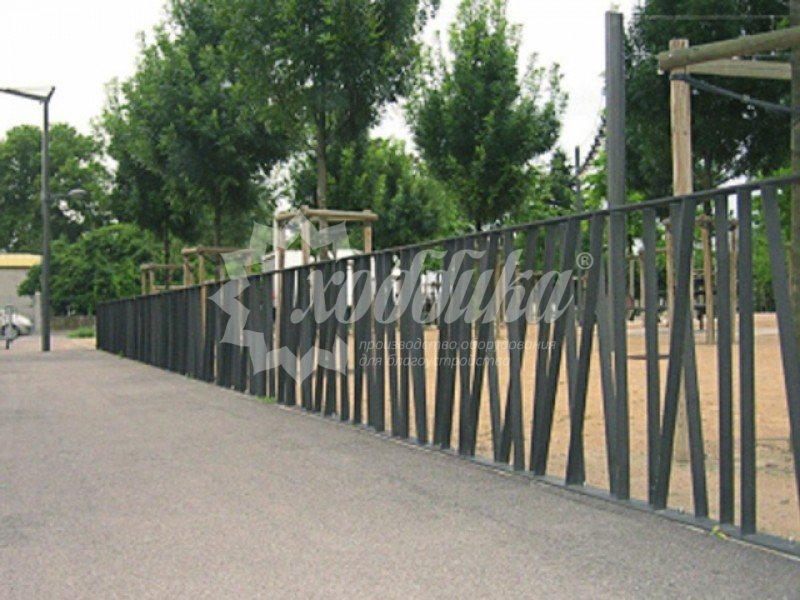 хоббика®
производство оборудования
для благоустройства